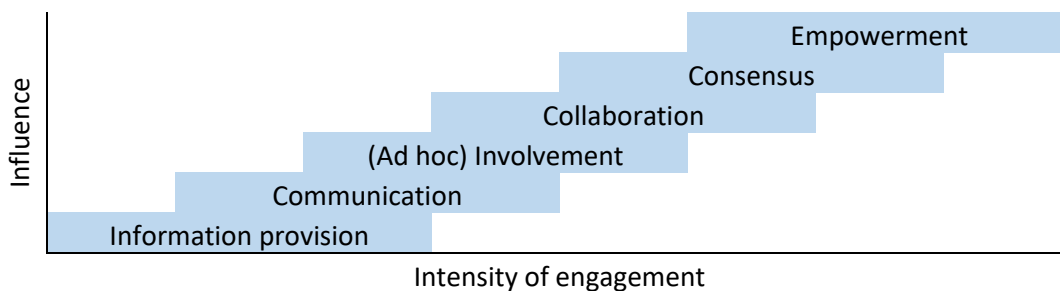 Empowerment
Consensus
Collaboration
(Ad hoc) Involvement
Communication
Information provision
Influence
Intensity of engagement